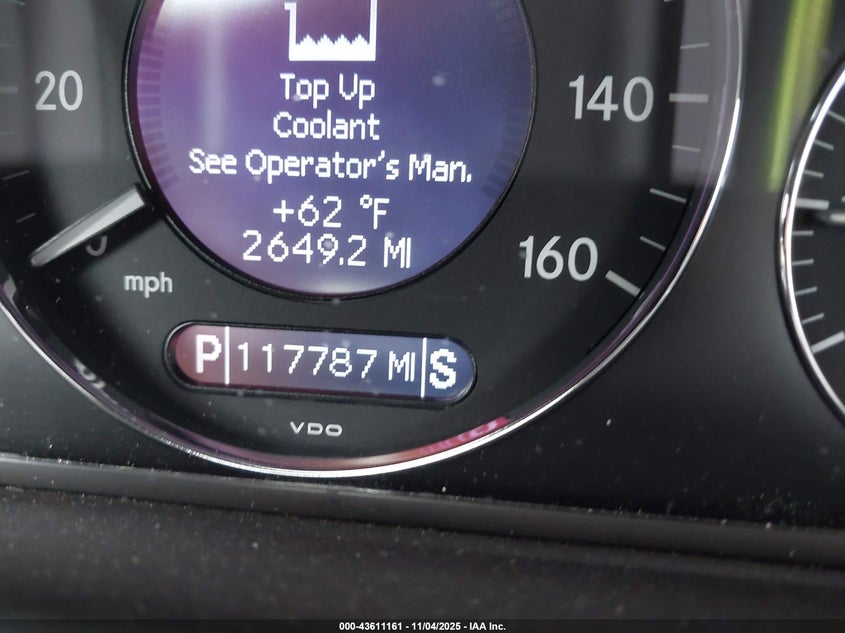 Top Up
Coolant
See Operator's Man.
+62 °F
2649.2 MI
20
0
mph
140
160
P 117787 MI S
VDO
000-43611161 - 11/04/2025 - IAA Inc.